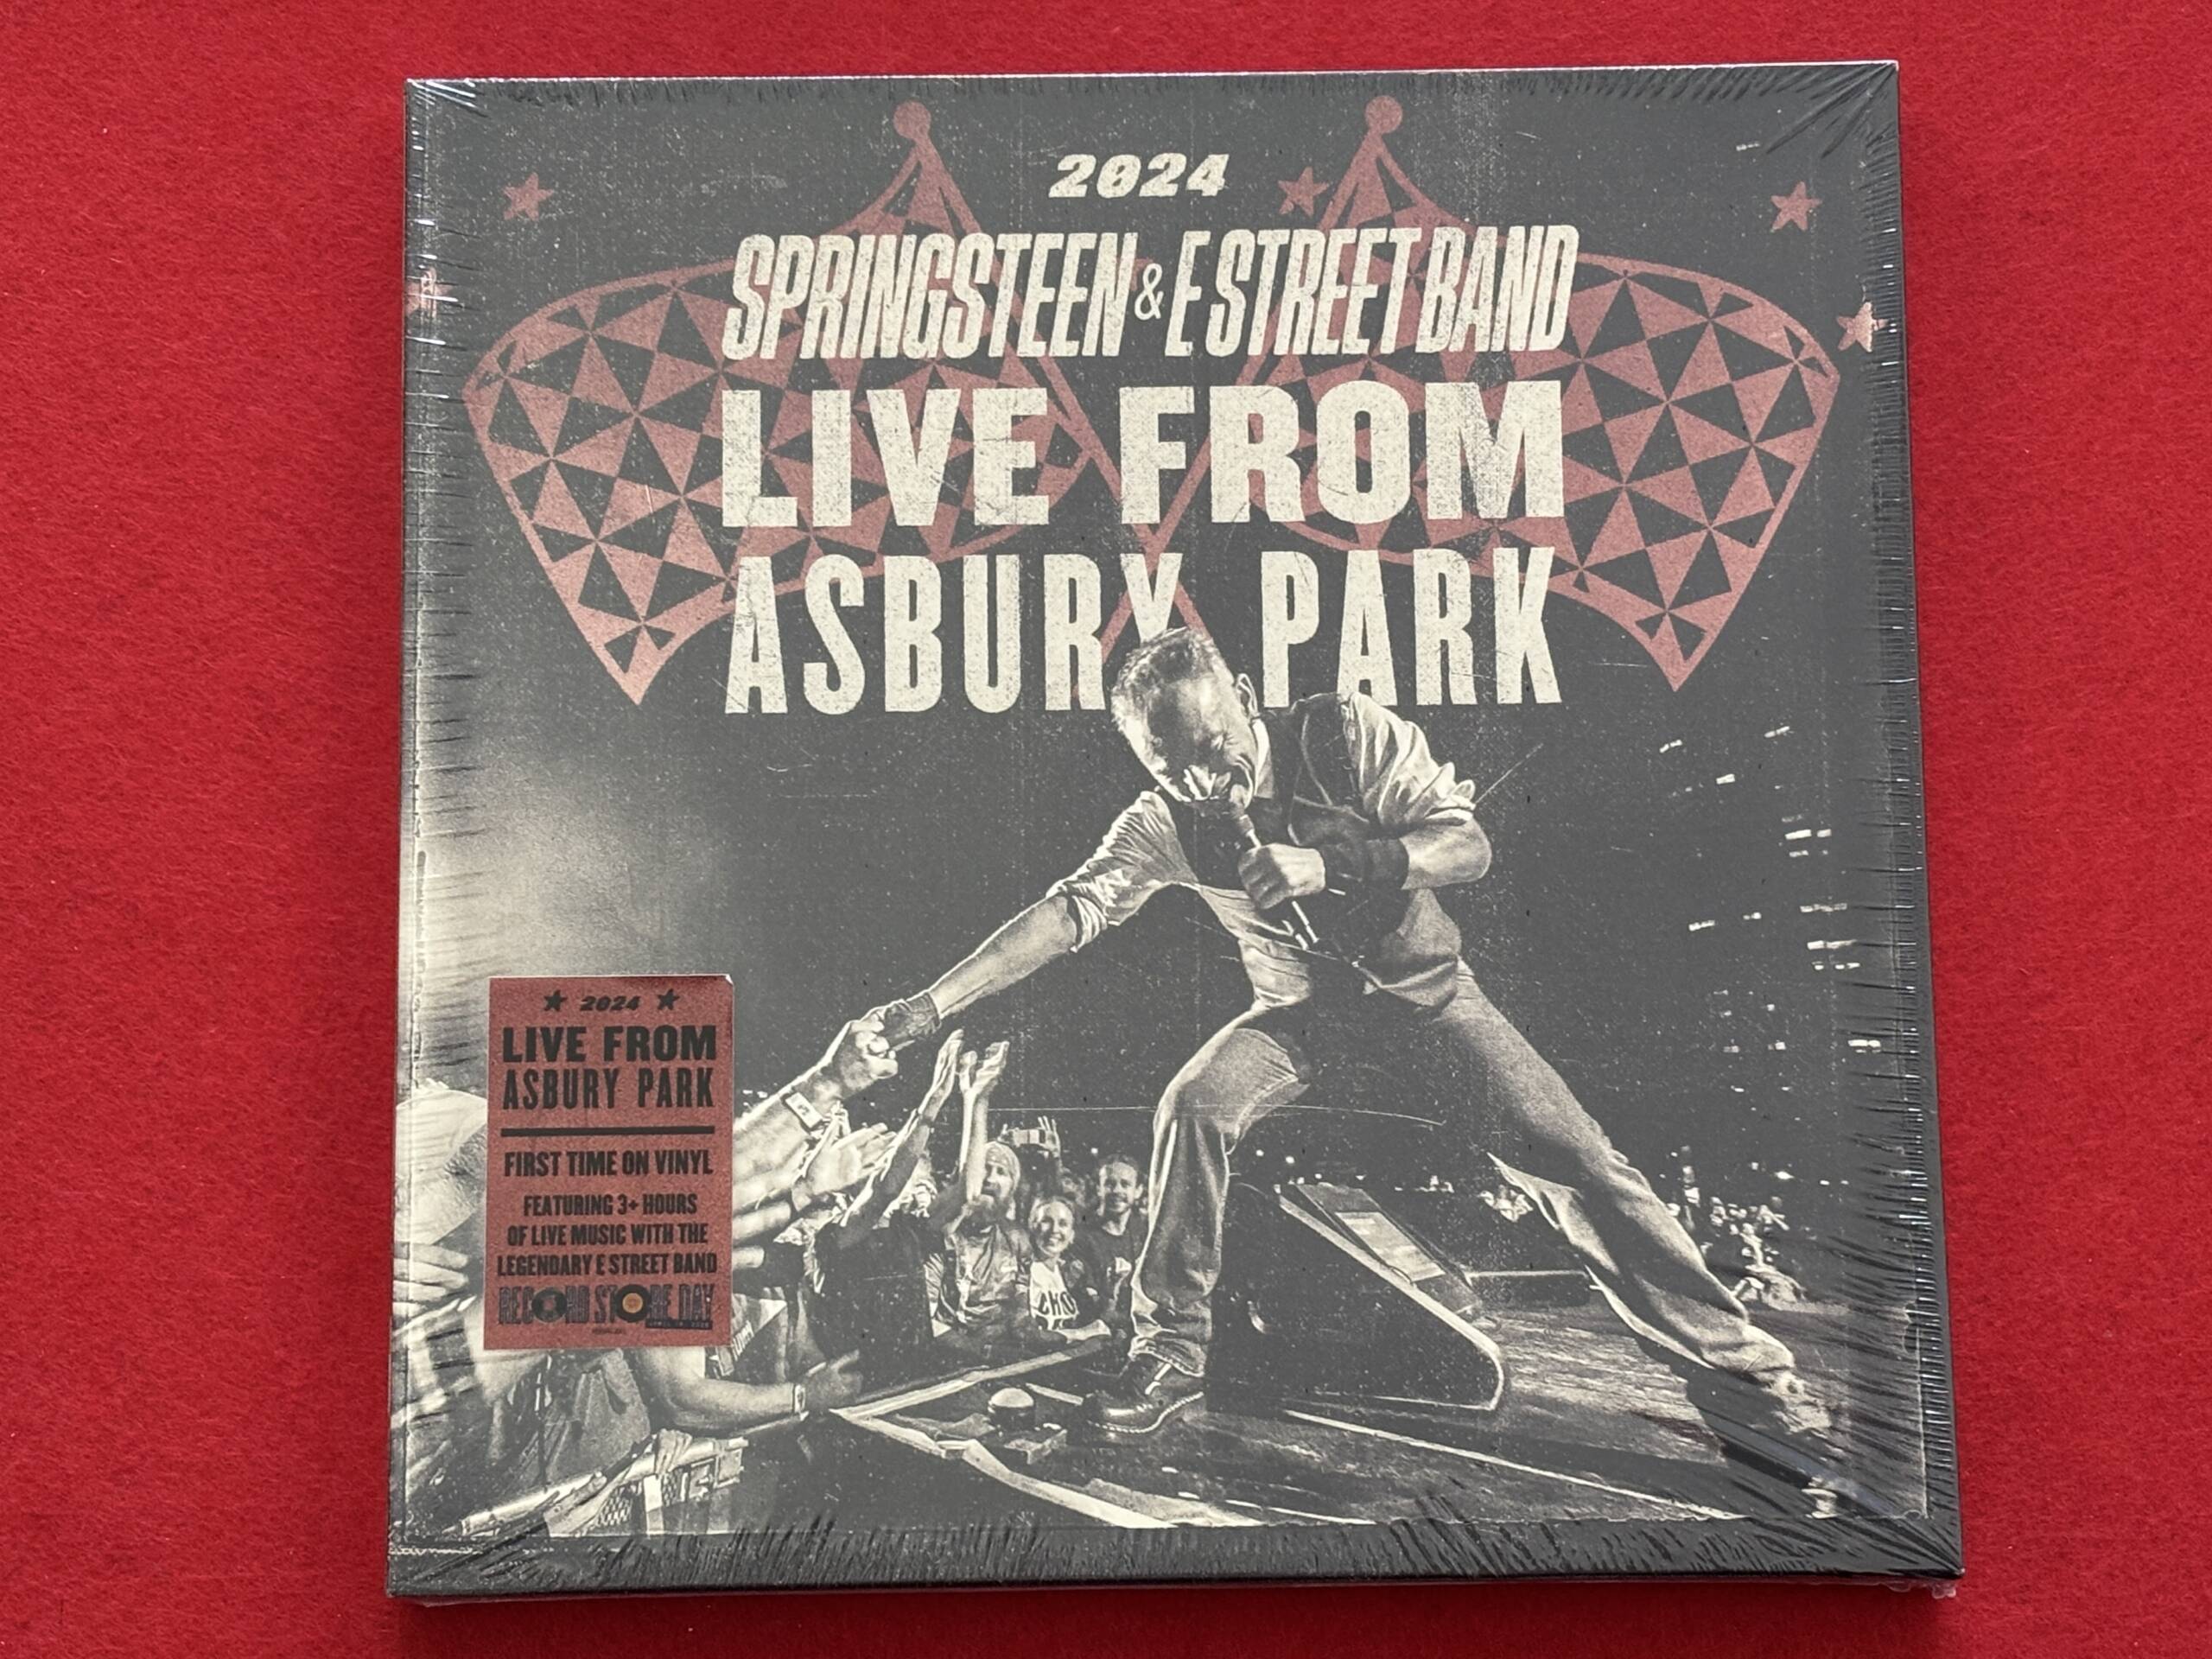 2024
SPRINGSTEEN & E STREET BAND
LIVE FROM
ASBURY PARK
★ 2024 ★
LIVE FROM
ASBURY PARK
FIRST TIME ON VINYL
FEATURING 3+ HOURS
OF LIVE MUSIC WITH THE
LEGENDARY E STREET BAND
RECORD STORE DAY